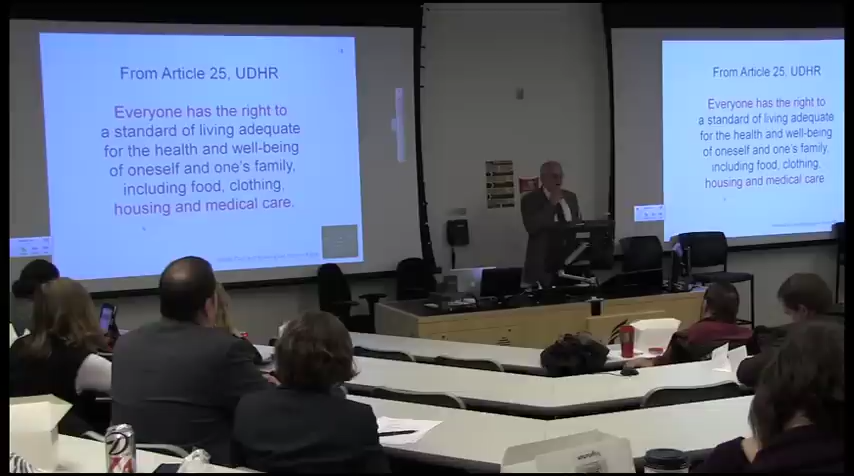 From Article 25, UDHR
Everyone has the right to
a standard of living adequate
for the health and well-being
of oneself and one's family,
including food, clothing,
housing and medical care.
From Article 25, UDHR
Everyone has the right to
a standard of living adequate
for the health and well-being
of oneself and one's family,
including food, clothing,
housing and medical care